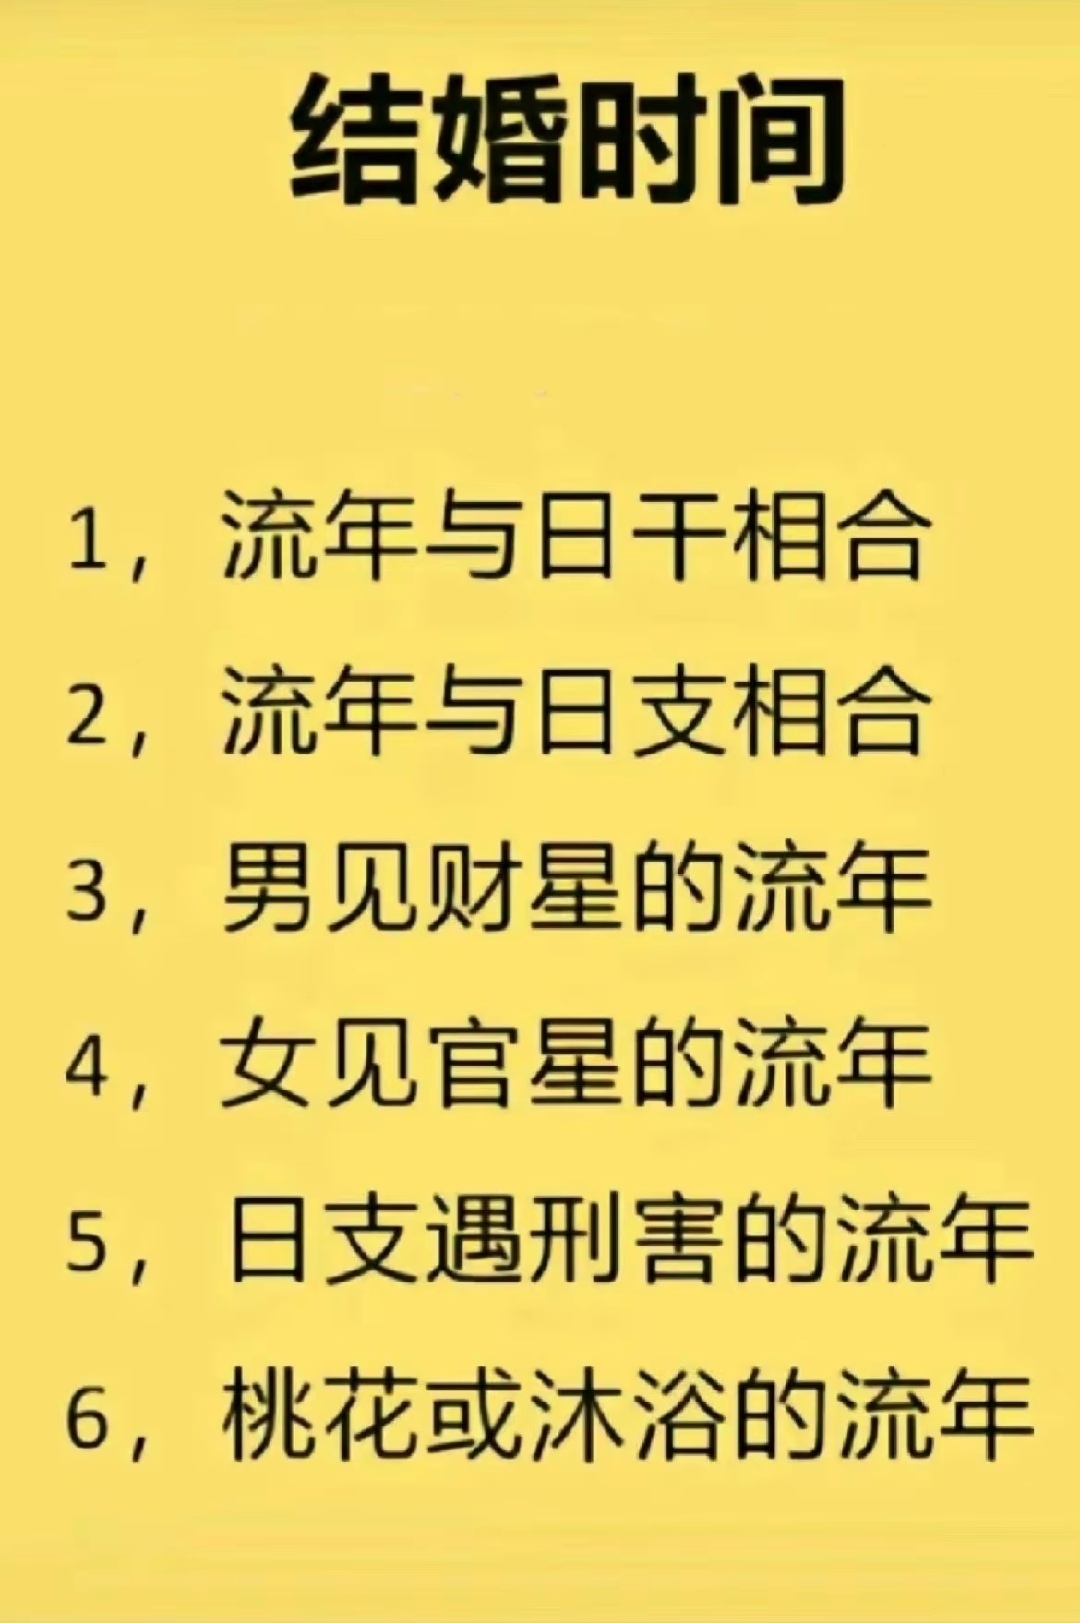 结婚时间
1，流年与日干相合
2，流年与日支相合
3，男见财星的流年
4，女见官星的流年
5，日支遇刑害的流年
6，桃花或沐浴的流年